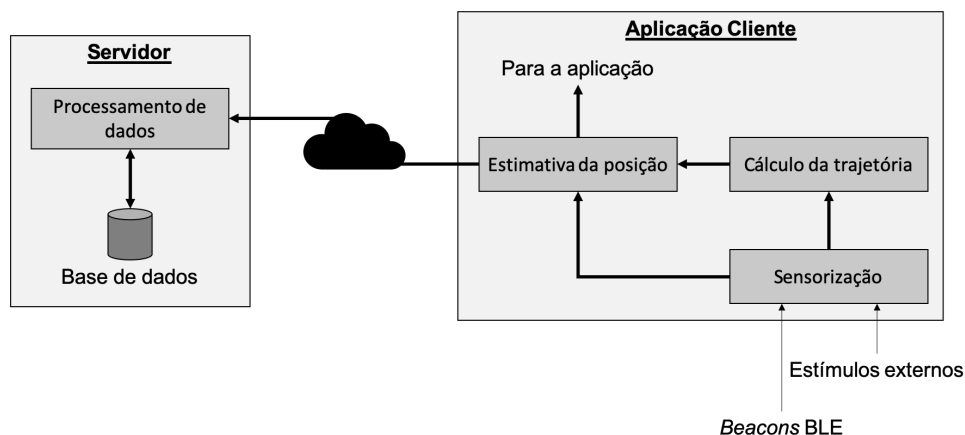 Servidor
Processamento de
dados
Base de dados
Aplicação Cliente
Para a aplicação
Estimativa da posição
Cálculo da trajetória
Sensorização
Estímulos externos
Beacons BLE